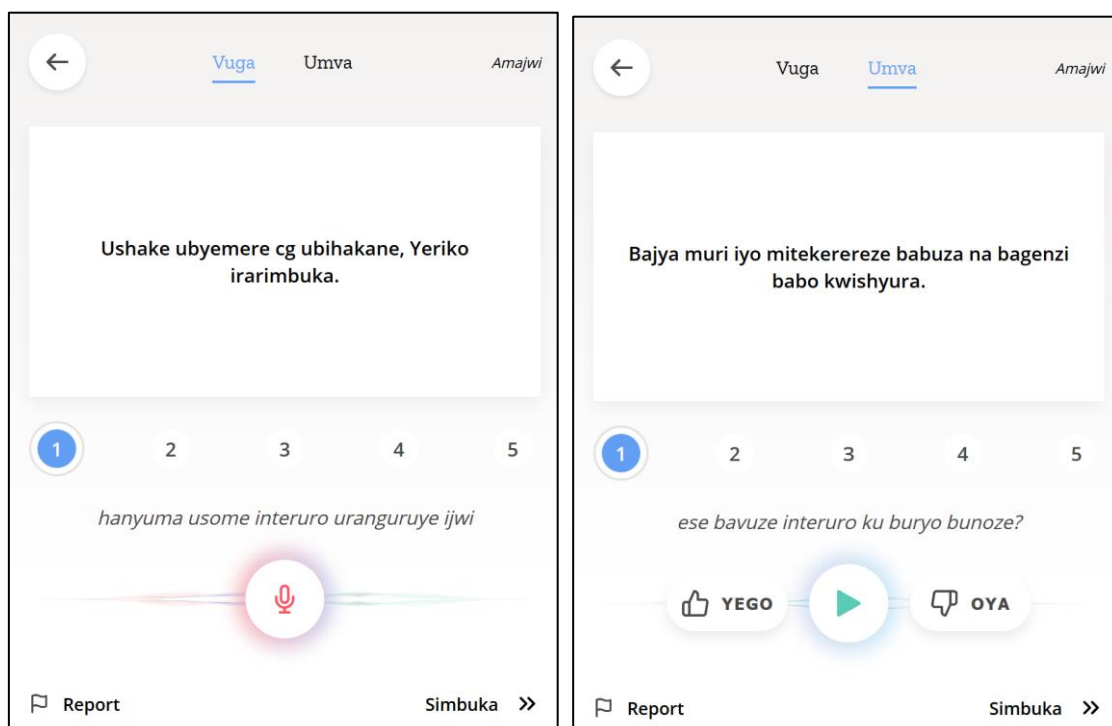 Vuga Umva Amajwi
Ushake ubyemere cg ubihakane, Yeriko
irarimbuka.
1 2 3 4 5
hanyuma usome interuro uranguruye ijwi
Report Simbuka
Vuga Umva Amajwi
Bajya muri iyo mitekerereze babuza na bagenzi
babo kwishyura.
1 2 3 4 5
ese bavuze interuro ku buryo bunoze?
YEGO OYA
Report Simbuka